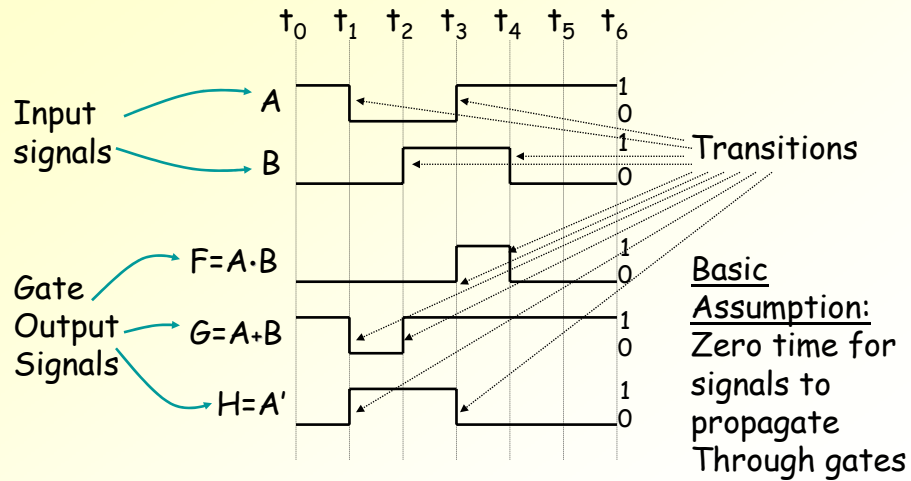 t0 t1 t2 t3 t4 t5 t6
Input
signals
A
1
0
B
1
0
Transitions
Gate
Output
Signals
F=A·B
1
0
G=A+B
1
0
H=A'
1
0
Basic
Assumption:
Zero time for
signals to
propagate
Through gates